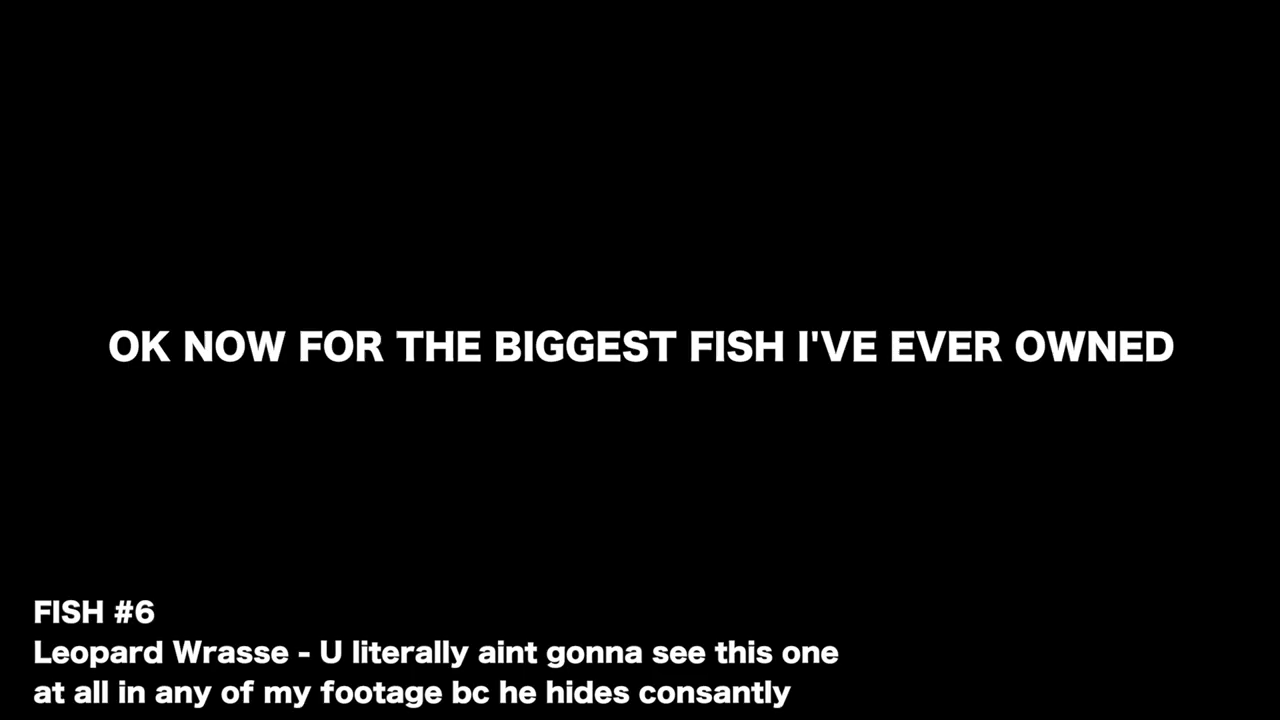 OK NOW FOR THE BIGGEST FISH I'VE EVER OWNED
FISH #6
Leopard Wrasse - U literally aint gonna see this one
at all in any of my footage bc he hides consantly